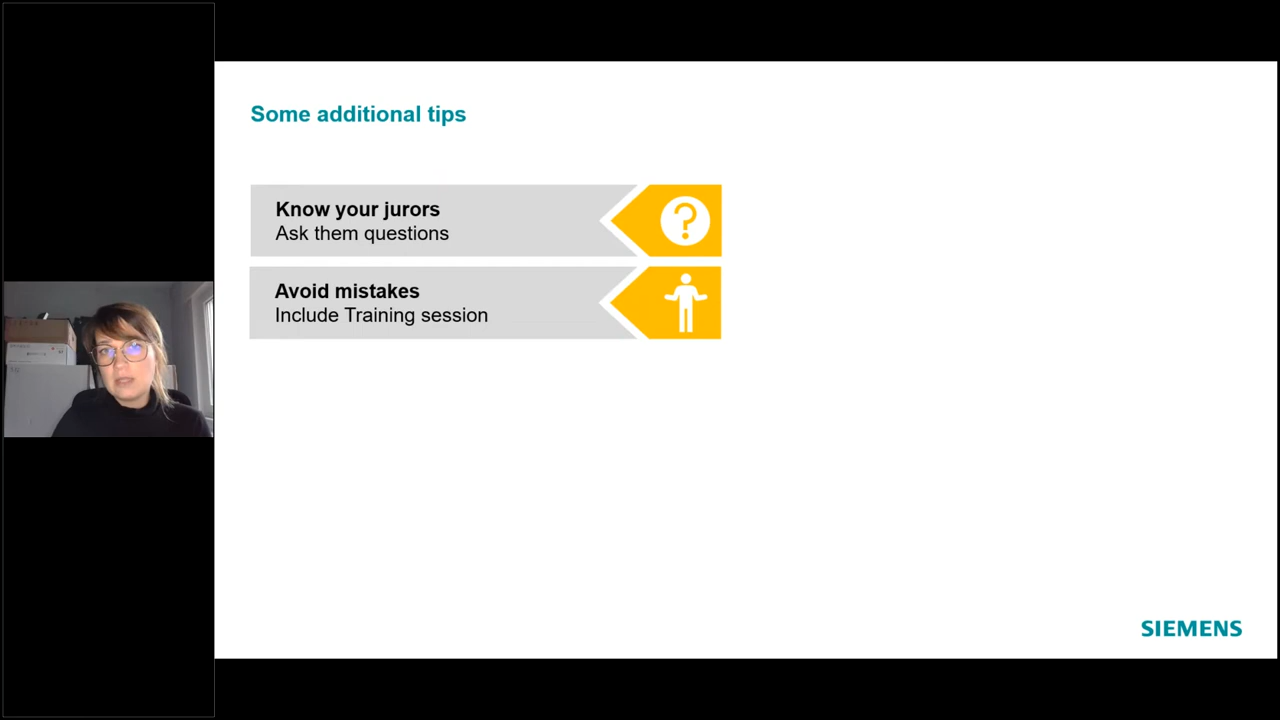 Some additional tips
Know your jurors
Ask them questions
?
Avoid mistakes
Include Training session
SIEMENS